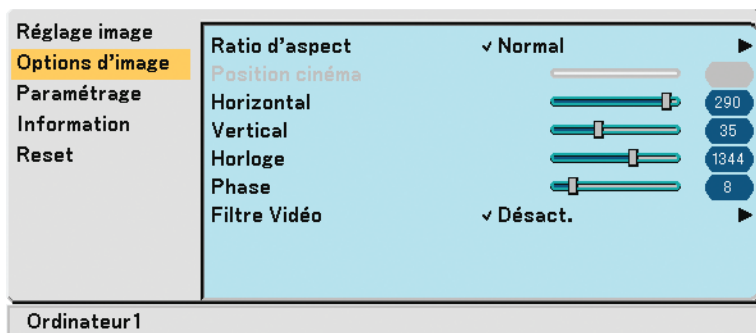 Réglage image
Options d'image
Paramétrage
Information
Reset
Ratio d'aspect ✓ Normal
Position cinéma
Horizontal 290
Vertical 35
Horloge 1344
Phase 8
Filtre Vidéo ✓ Désact.
Ordinateur1